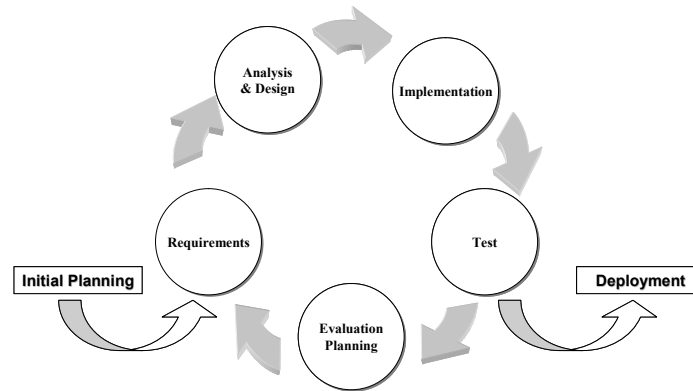 Analysis
& Design
Implementation
Requirements
Test
Initial Planning
Deployment
Evaluation
Planning